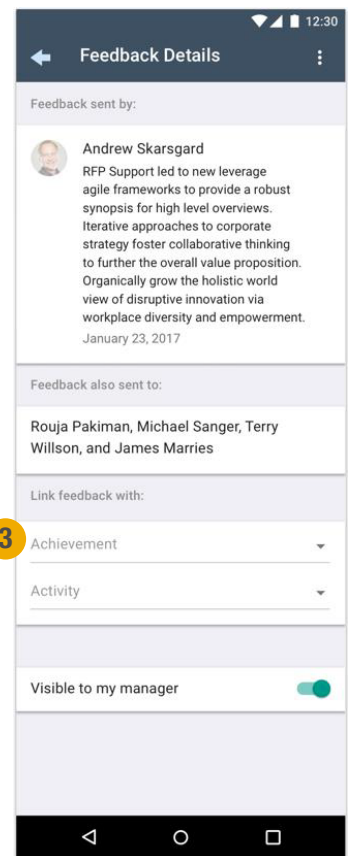 12:30
Feedback Details
Feedback sent by:
Andrew Skarsgard
RFP Support led to new leverage
agile frameworks to provide a robust
synopsis for high level overviews.
Iterative approaches to corporate
strategy foster collaborative thinking
to further the overall value proposition.
Organically grow the holistic world
view of disruptive innovation via
workplace diversity and empowerment.
January 23, 2017
Feedback also sent to:
Rouja Pakiman, Michael Sanger, Terry
Willson, and James Marries
Link feedback with:
3
Achievement
Activity
Visible to my manager